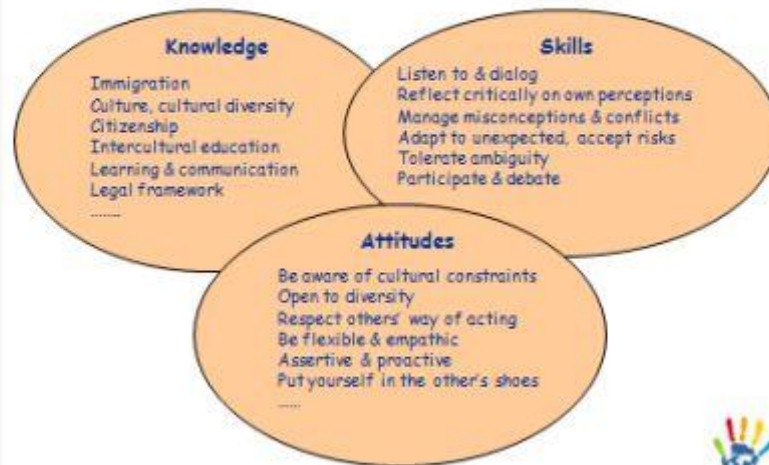 Knowledge
Immigration
Culture, cultural diversity
Citizenship
Intercultural education
Learning & communication
Legal framework
........
Skills
Listen to & dialog
Reflect critically on own perceptions
Manage misconceptions & conflicts
Adapt to unexpected, accept risks
Tolerate ambiguity
Participate & debate
Attitudes
Be aware of cultural constraints
Open to diversity
Respect others' way of acting
Be flexible & empathic
Assertive & proactive
Put yourself in the other's shoes
......